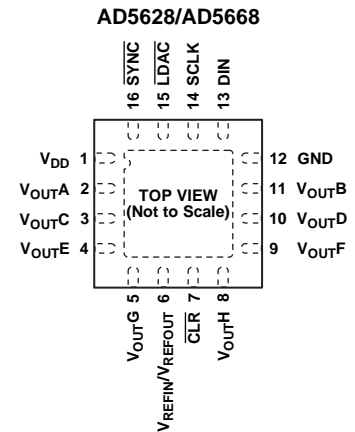 AD5628/AD5668
16 SYNC
15 LDAC
14 SCLK
13 DIN
VDD 1
VOUTA 2
VOUTC 3
VOUTE 4
TOP VIEW
(Not to Scale)
12 GND
11 VOUTB
10 VOUTD
9 VOUTF
VOUTG 5
VREFIN/VREFOUT 6
CLR 7
VOUTH 8